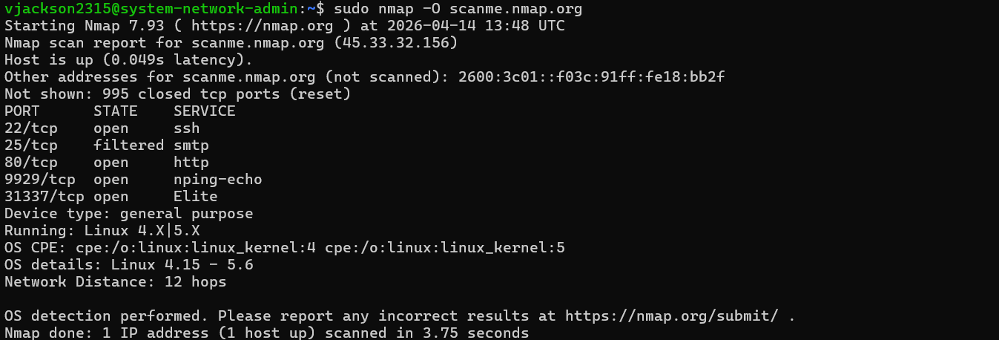 vjackson2315@system-network-admin:~$ sudo nmap -O scanme.nmap.org
Starting Nmap 7.93 ( https://nmap.org ) at 2026-04-14 13:48 UTC
Nmap scan report for scanme.nmap.org (45.33.32.156)
Host is up (0.049s latency).
Other addresses for scanme.nmap.org (not scanned): 2600:3c01::f03c:91ff:fe18:bb2f
Not shown: 995 closed tcp ports (reset)
PORT      STATE    SERVICE
22/tcp    open     ssh
25/tcp    filtered smtp
80/tcp    open     http
9929/tcp  open     nping-echo
31337/tcp open     Elite
Device type: general purpose
Running: Linux 4.X|5.X
OS CPE: cpe:/o:linux:linux_kernel:4 cpe:/o:linux:linux_kernel:5
OS details: Linux 4.15 - 5.6
Network Distance: 12 hops

OS detection performed. Please report any incorrect results at https://nmap.org/submit/ .
Nmap done: 1 IP address (1 host up) scanned in 3.75 seconds